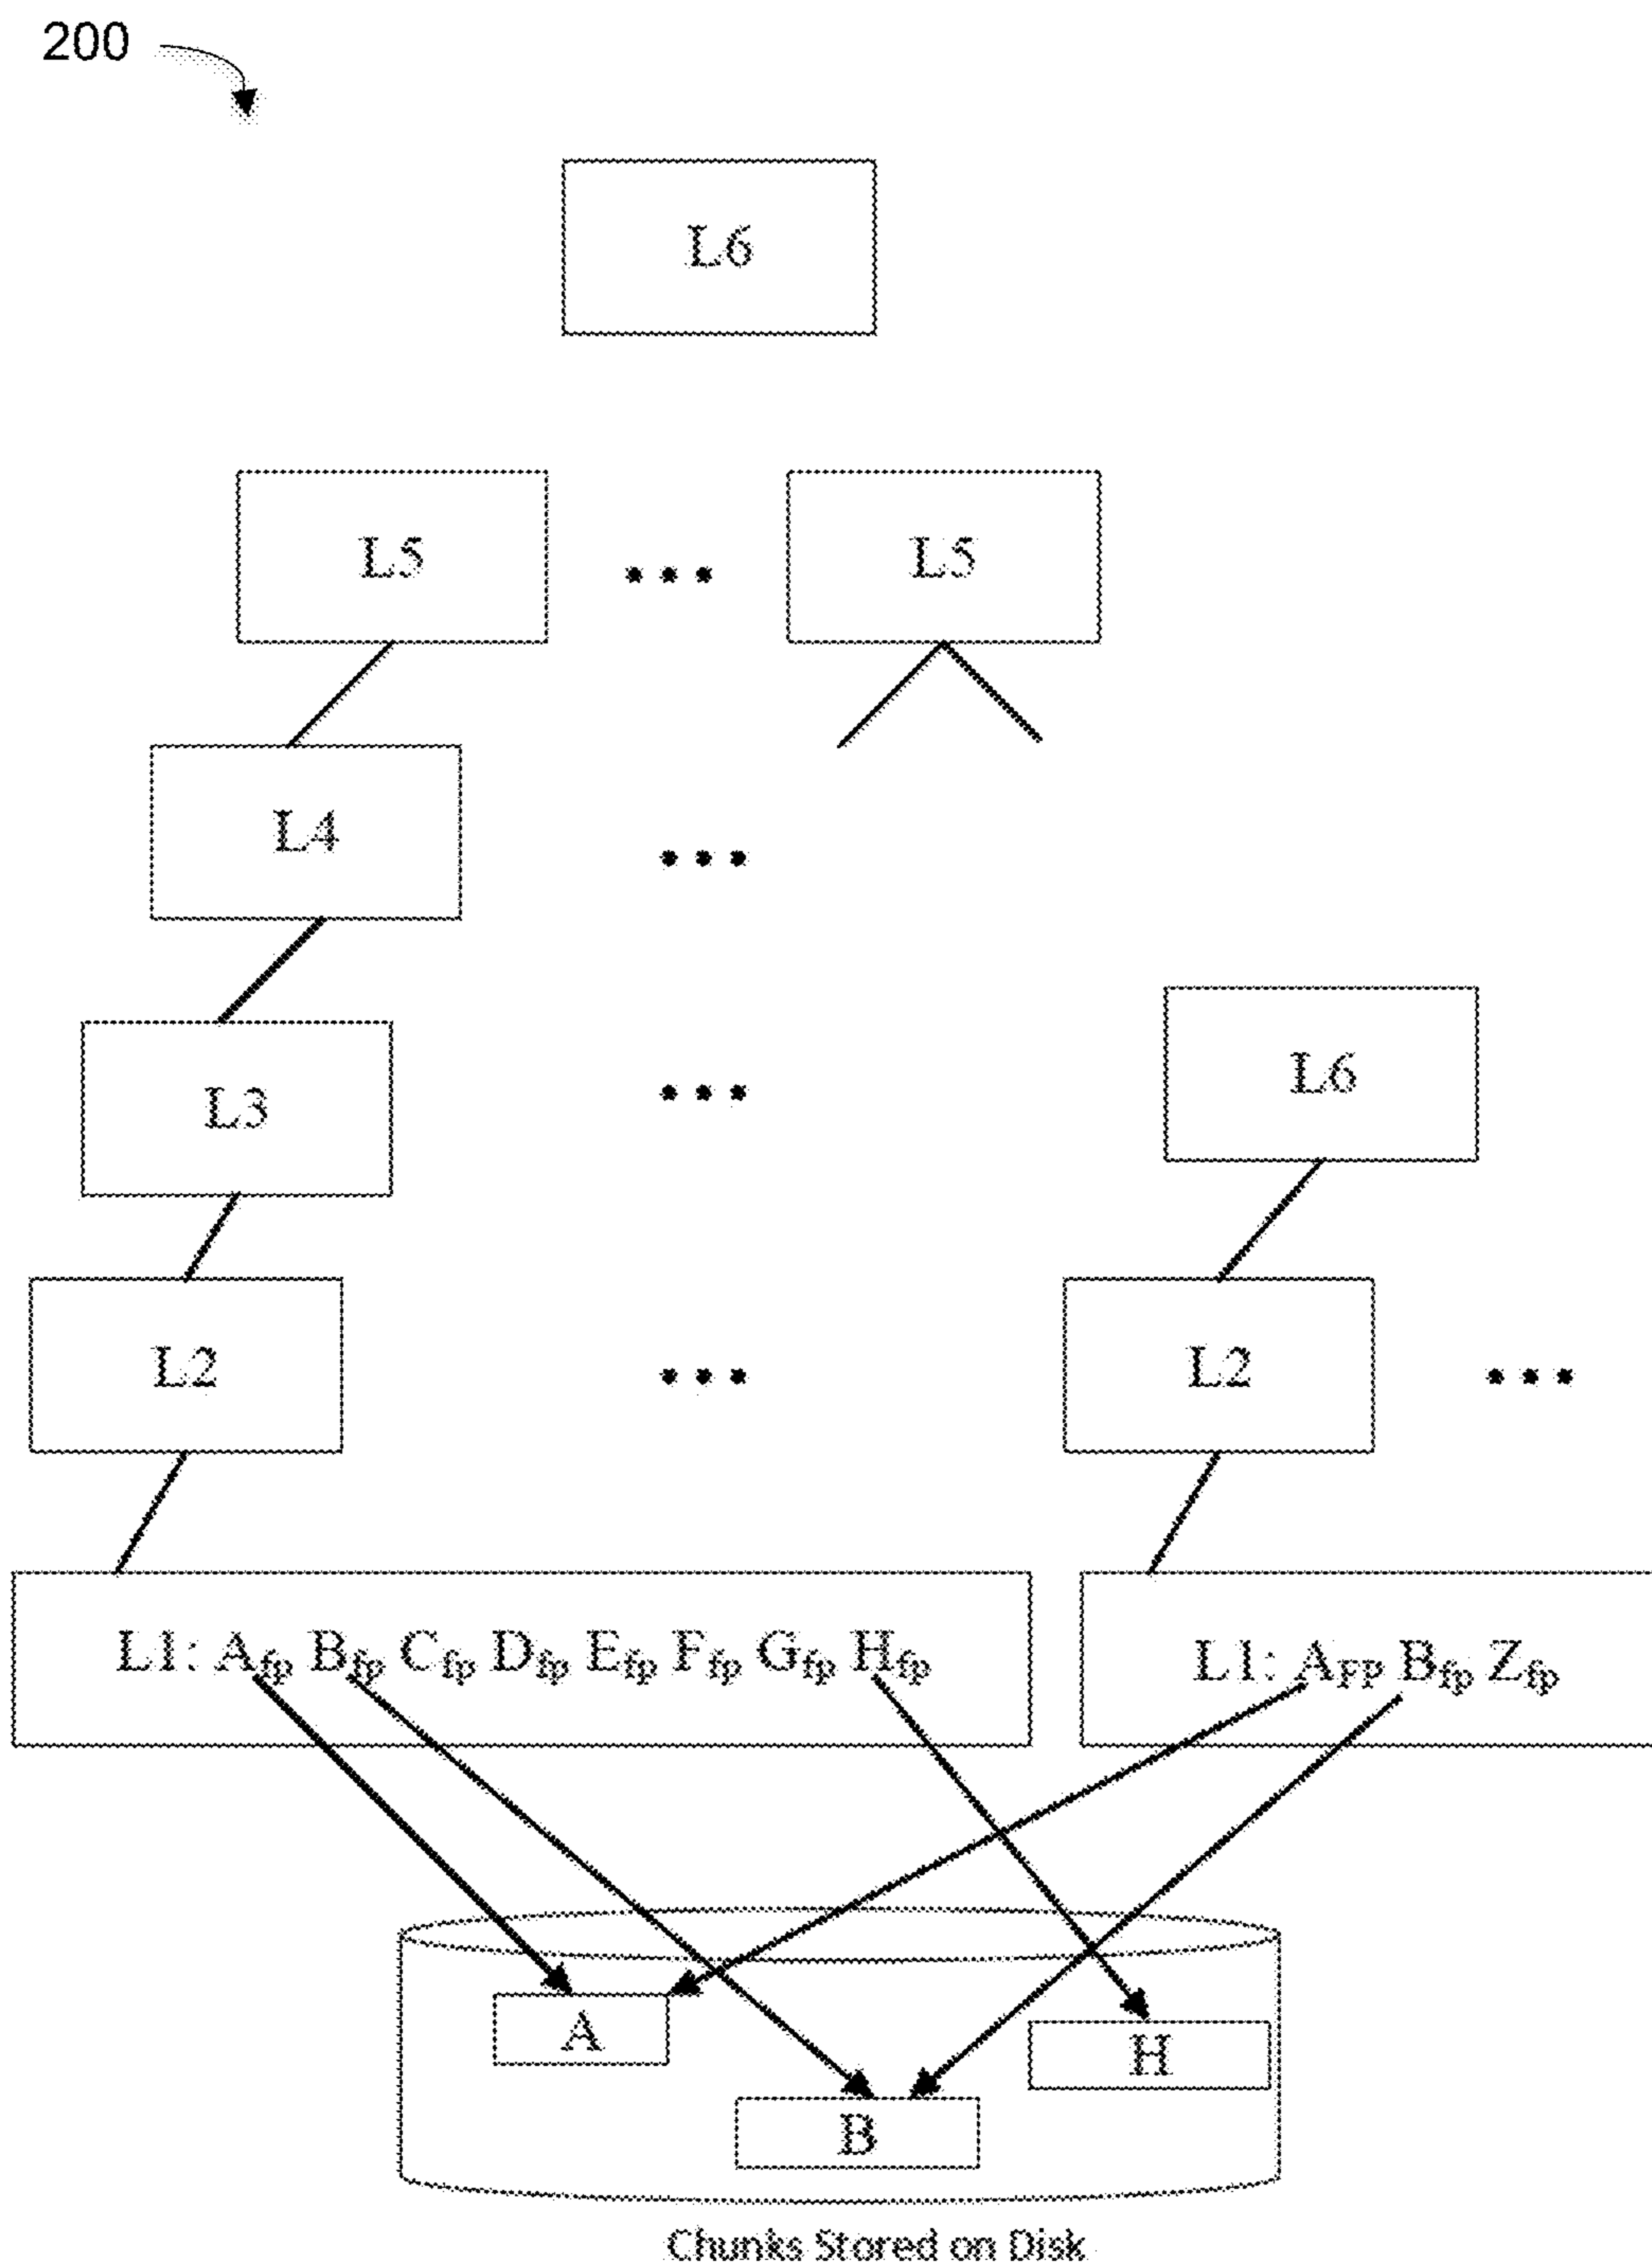 200
L6
L5 ... L5
L4 ...
L3 ...
L6
L2 ... L2 ...
L1: Afp Bfp Cfp Dfp Efp Ffp Gfp Hfp
L1: AFP Bfp Zfp
A
H
B
Chunks Stored on Disk